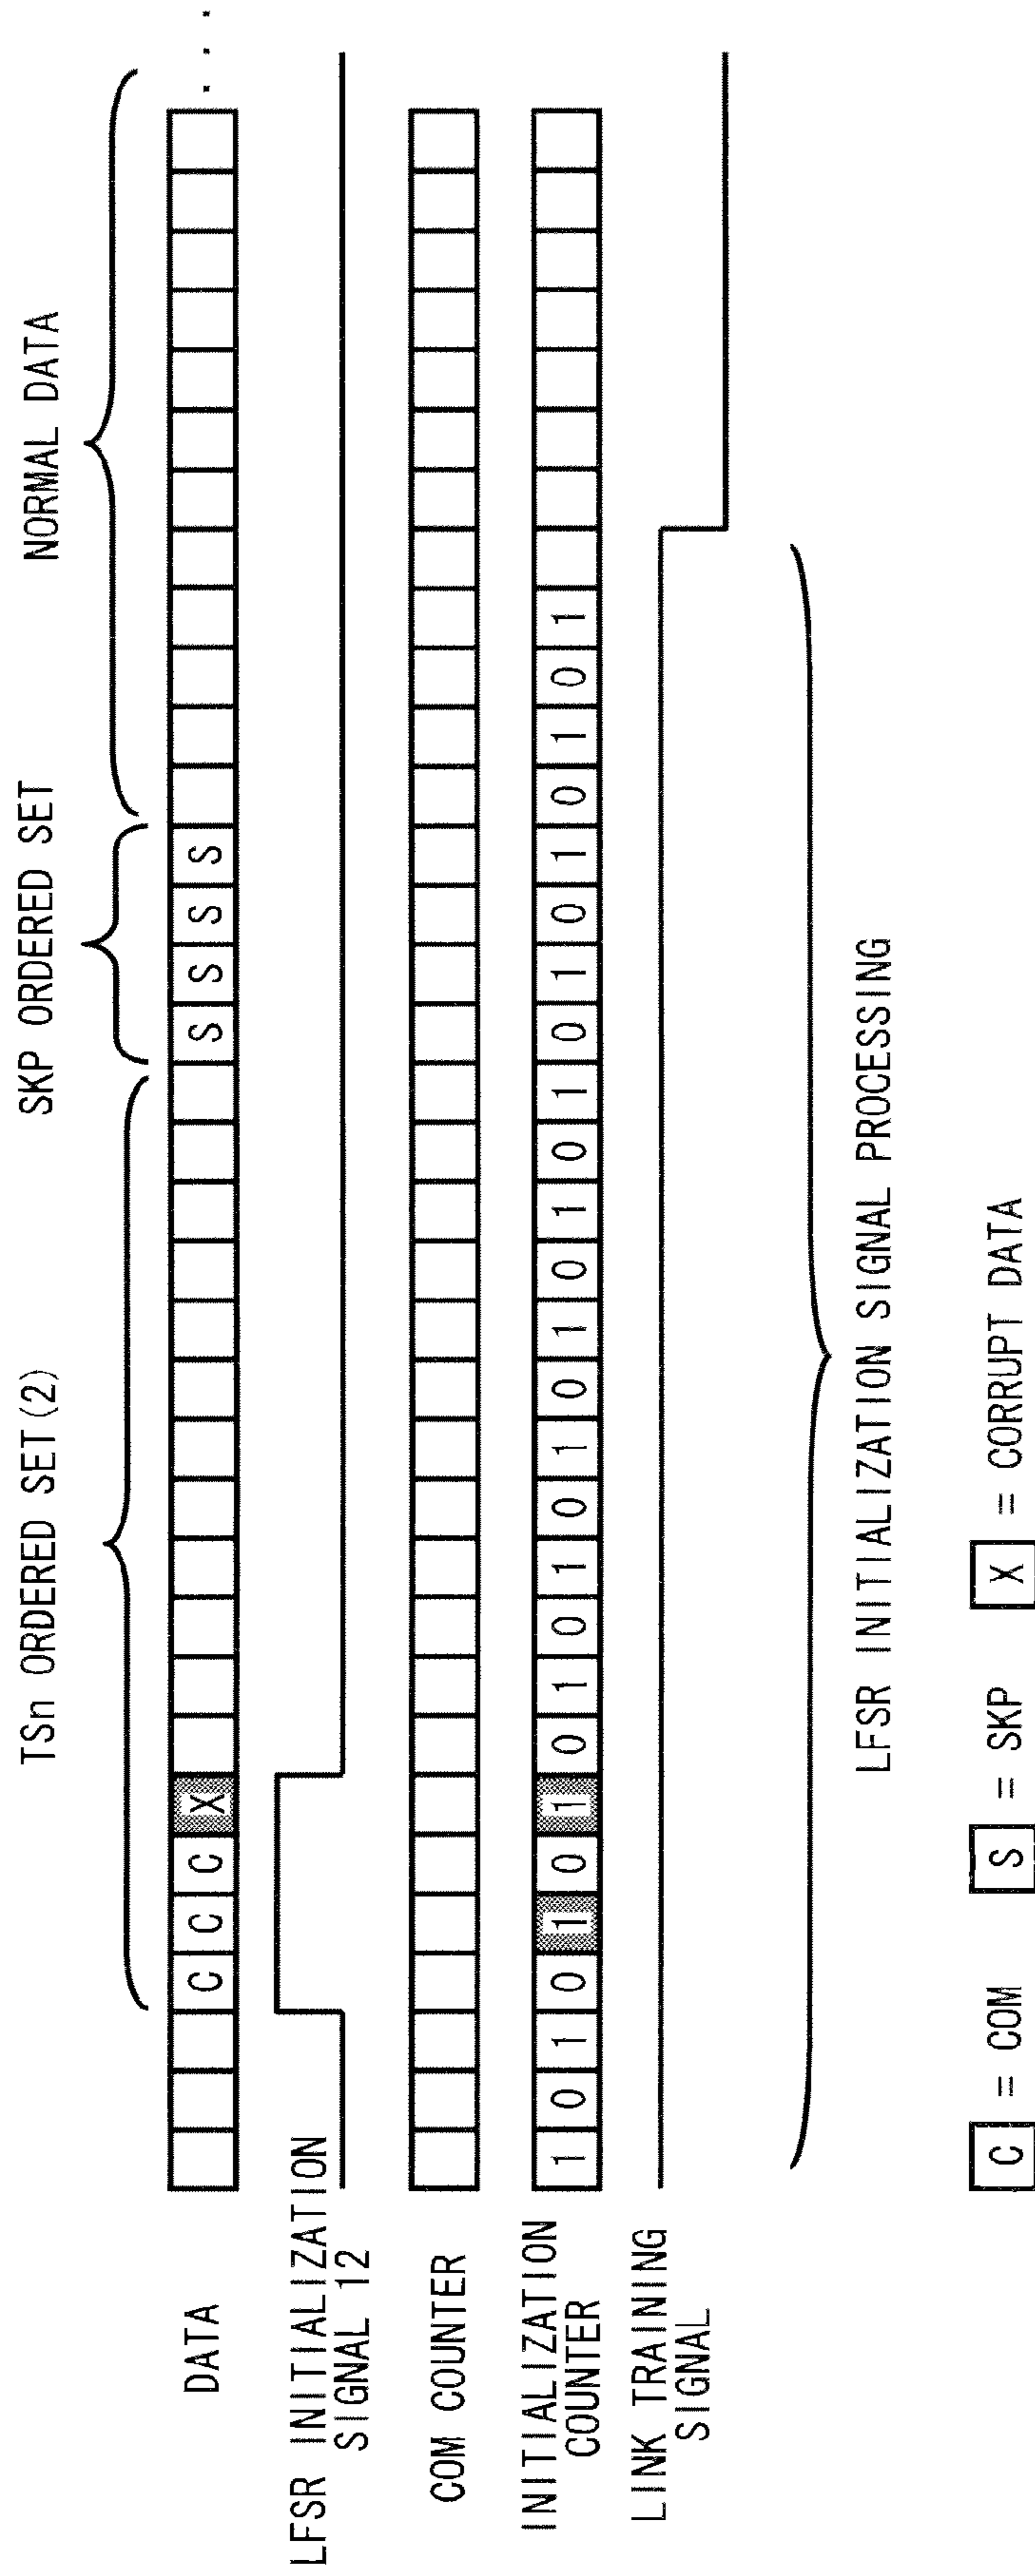 TSn ORDERED SET(2) SKP ORDERED SET NORMAL DATA
DATA C C C X S S S S . . .
LFSR INITIALIZATION
SIGNAL 12
COM COUNTER
INITIALIZATION
COUNTER
1 0 1 0 1 0 1 0 1 0 1 0 1 0 1 0 1 0 1 0 1 0 1 0 1 0 1
LINK TRAINING
SIGNAL
LFSR INITIALIZATION SIGNAL PROCESSING
C = COM S = SKP X = CORRUPT DATA